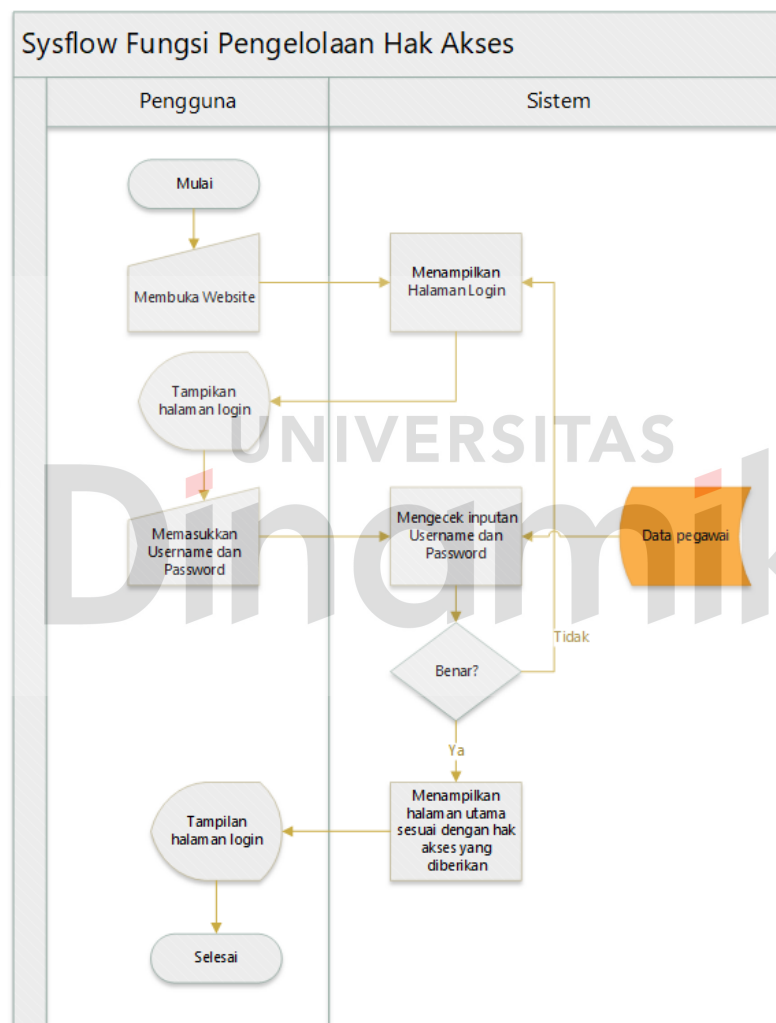 Sysflow Fungsi Pengelolaan Hak Akses
Pengguna
Sistem
Mulai
Membuka Website
Menampilkan
Halaman Login
Tampikan
halaman login
UNIVERSITAS
Dinamik
Memasukkan
Username dan
Password
Mengecek inputan
Username dan
Password
Data pegawai
Tidak
Benar?
Ya
Menampilkan
halaman utama
sesuai dengan hak
akses yang
diberikan
Tampilan
halaman login
Selesai